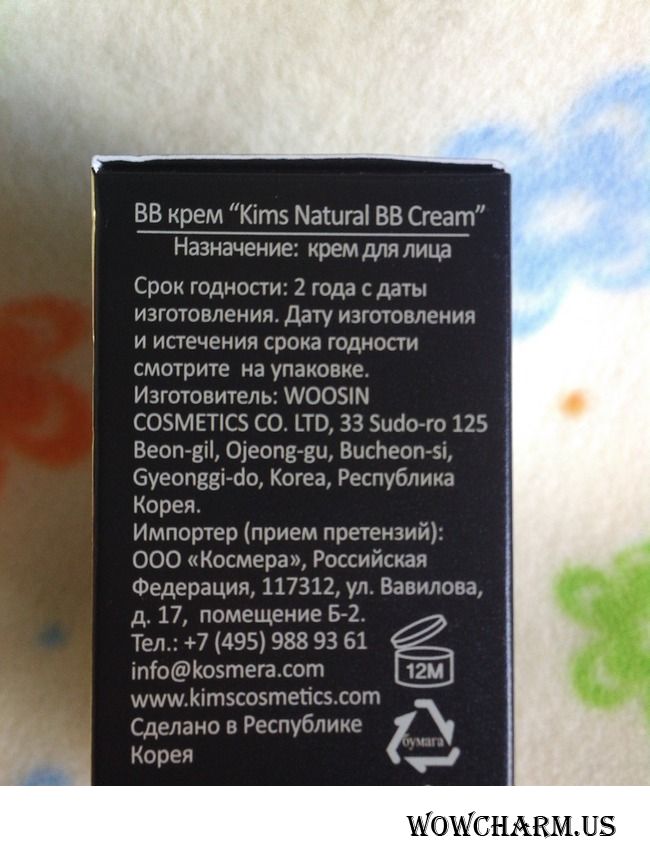 BB крем “Kims Natural BB Cream”
Назначение: крем для лица
Срок годности: 2 года с даты
изготовления. Дату изготовления
и истечения срока годности
смотрите на упаковке.
Изготовитель: WOOSIN
COSMETICS CO. LTD, 33 Sudo-ro 125
Beon-gil, Ojeong-gu, Bucheon-si,
Gyeonggi-do, Korea, Республика
Корея.
Импортер (прием претензий):
ООО «Космера», Российская
Федерация, 117312, ул. Вавилова,
д. 17, помещение Б-2.
Тел.: +7 (495) 988 93 61
info@kosmera.com
www.kimscosmetics.com
Сделано в Республике
Корея
12M
бумага
WOWCHARM.US